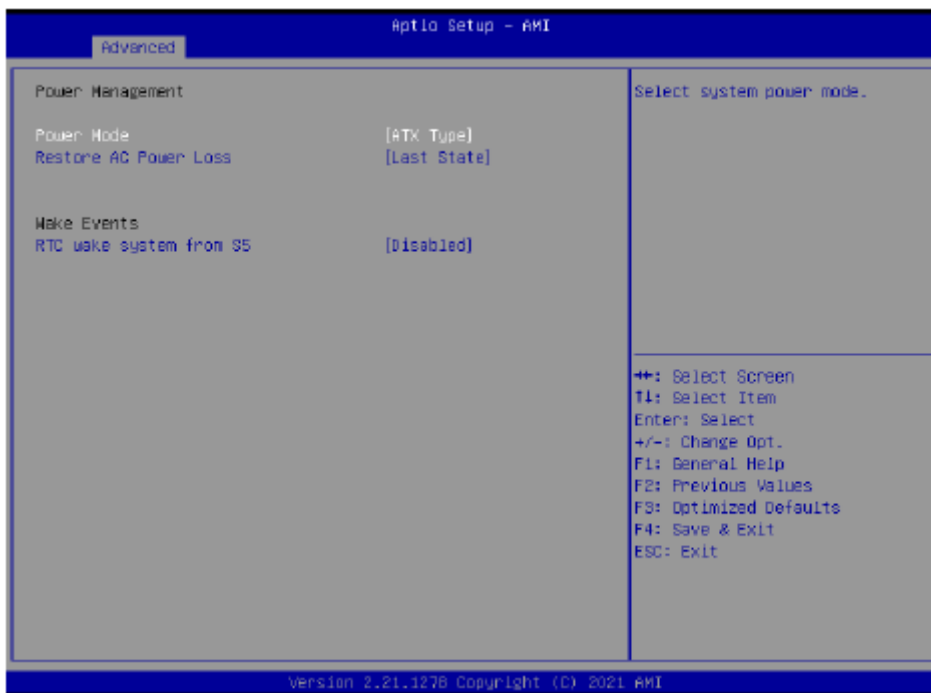 Aptio Setup - AMI
Advanced
Power Management
Power Mode [ATX Type]
Restore AC Power Loss [Last State]
Wake Events
RTC wake system from S5 [Disabled]
Select system power mode.
→←: Select Screen
↑↓: Select Item
Enter: Select
+/-: Change Opt.
F1: General Help
F2: Previous Values
F3: Optimized Defaults
F4: Save & Exit
ESC: Exit
Version 2.21.1278 Copyright (C) 2021 AMI